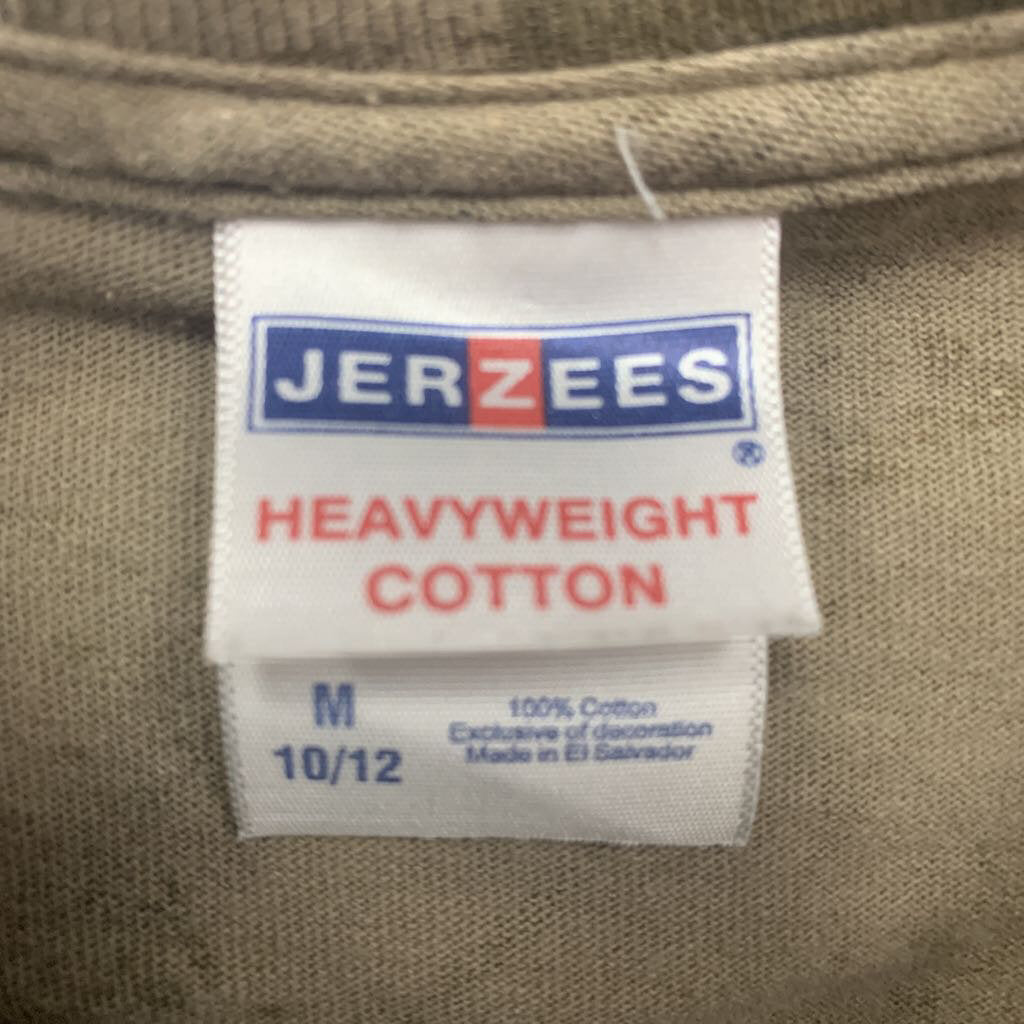 JERZEES
®
HEAVYWEIGHT
COTTON
M
10/12
100% Cotton
Exclusive of decoration
Made in El Salvador